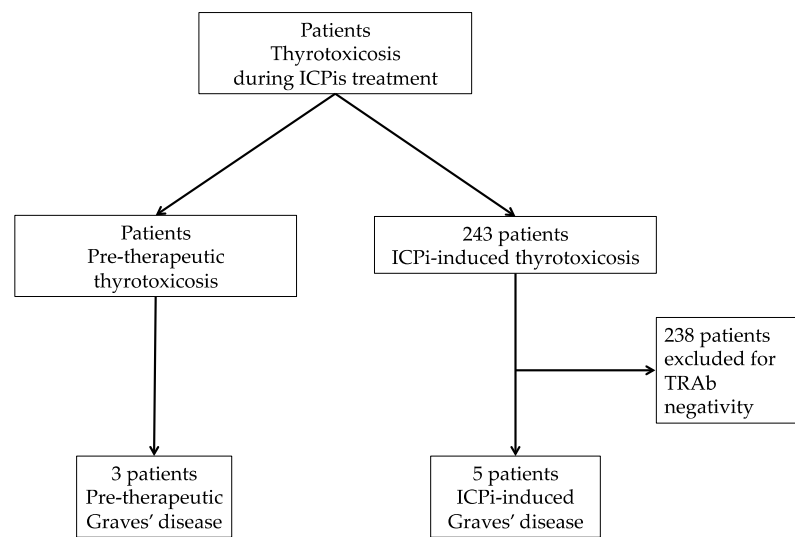 Patients
Thyrotoxicosis
during ICPis treatment
Patients
Pre-therapeutic
thyrotoxicosis
243 patients
ICPi-induced thyrotoxicosis
238 patients
excluded for
TRAb
negativity
3 patients
Pre-therapeutic
Graves’ disease
5 patients
ICPi-induced
Graves’ disease